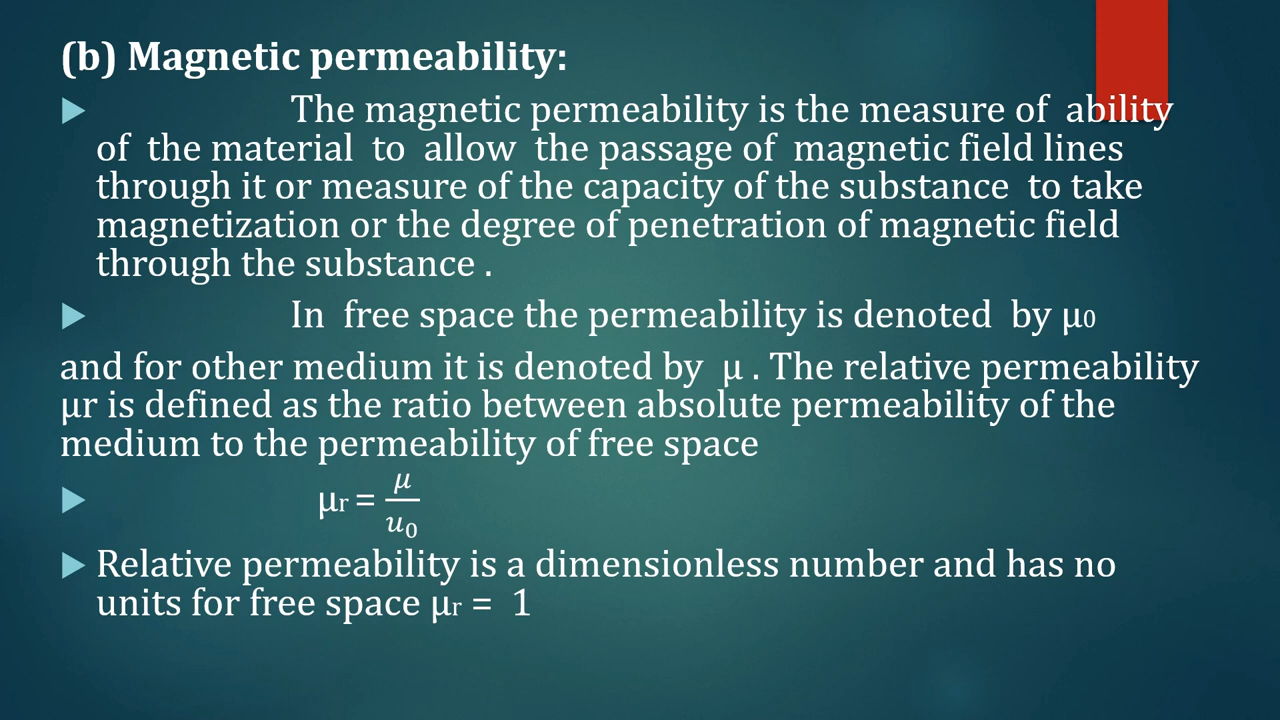 (b) Magnetic permeability:
The magnetic permeability is the measure of ability
of the material to allow the passage of magnetic field lines
through it or measure of the capacity of the substance to take
magnetization or the degree of penetration of magnetic field
through the substance .
In free space the permeability is denoted by μ0
and for other medium it is denoted by μ . The relative permeability
μr is defined as the ratio between absolute permeability of the
medium to the permeability of free space
μr = μ/u₀
Relative permeability is a dimensionless number and has no
units for free space μr = 1